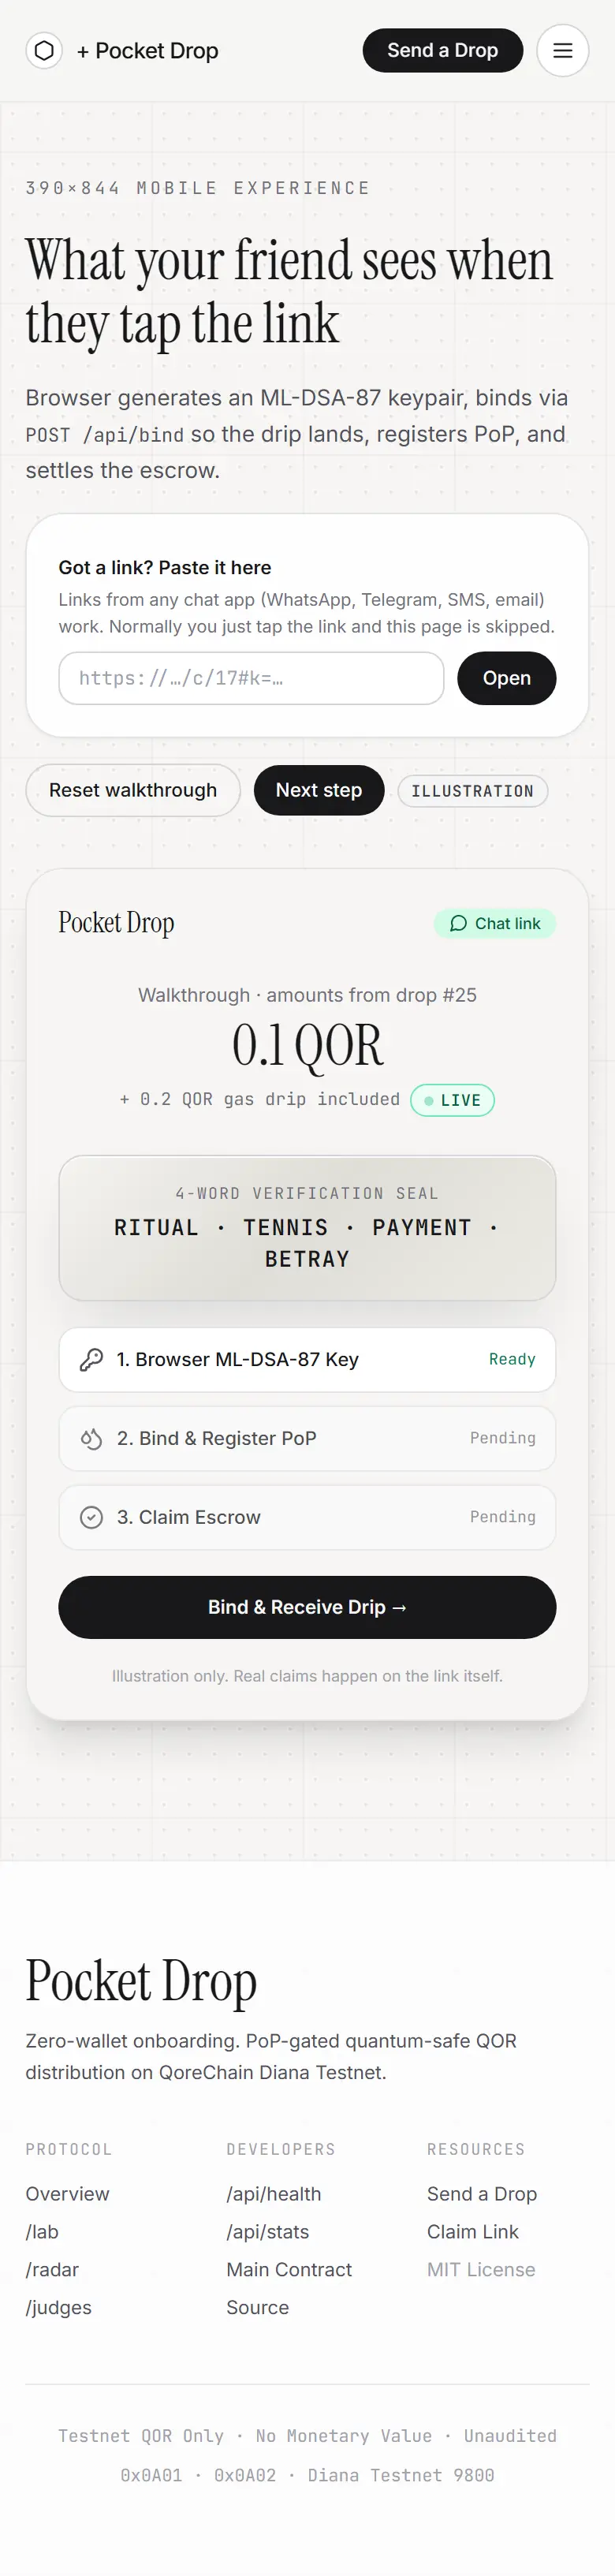 + Pocket Drop
Send a Drop
390×844 MOBILE EXPERIENCE
What your friend sees when
they tap the link
Browser generates an ML-DSA-87 keypair, binds via
POST /api/bind so the drip lands, registers PoP, and
settles the escrow.
Got a link? Paste it here
Links from any chat app (WhatsApp, Telegram, SMS, email)
work. Normally you just tap the link and this page is skipped.
https://…/c/17#k=…
Open
Reset walkthrough
Next step
ILLUSTRATION
Pocket Drop
Chat link
Walkthrough · amounts from drop #25
0.1 QOR
+ 0.2 QOR gas drip included
LIVE
4-WORD VERIFICATION SEAL
RITUAL · TENNIS · PAYMENT ·
BETRAY
1. Browser ML-DSA-87 Key
Ready
2. Bind & Register PoP
Pending
3. Claim Escrow
Pending
Bind & Receive Drip →
Illustration only. Real claims happen on the link itself.
Pocket Drop
Zero-wallet onboarding. PoP-gated quantum-safe QOR
distribution on QoreChain Diana Testnet.
PROTOCOL
Overview
/lab
/radar
/judges
DEVELOPERS
/api/health
/api/stats
Main Contract
Source
RESOURCES
Send a Drop
Claim Link
MIT License
Testnet QOR Only · No Monetary Value · Unaudited
0x0A01 · 0x0A02 · Diana Testnet 9800